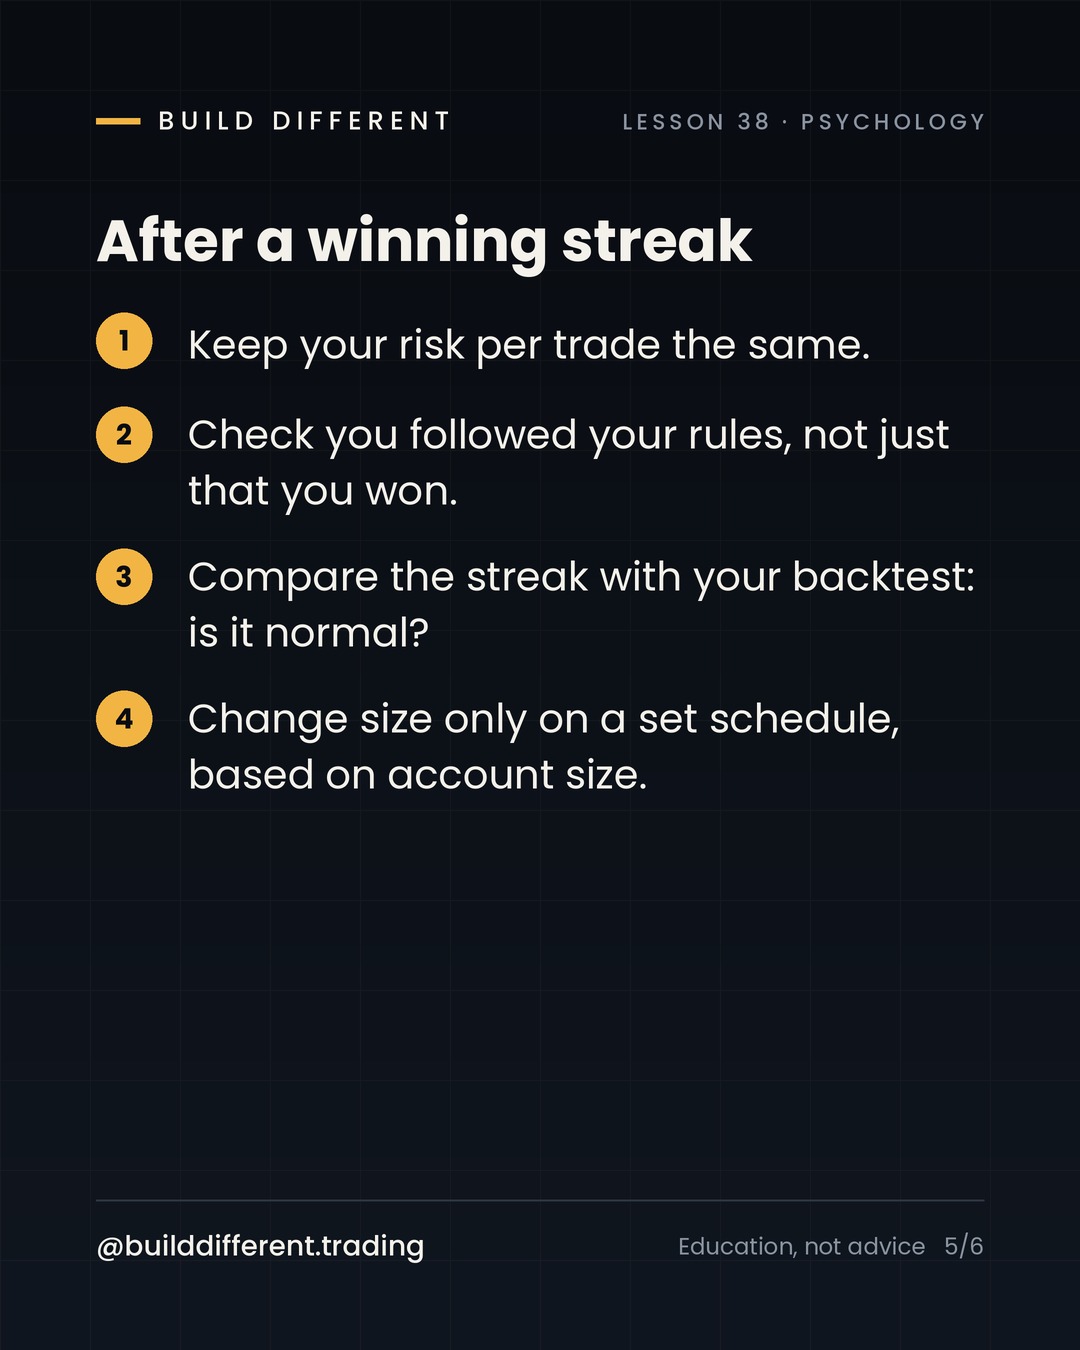 BUILD DIFFERENT
LESSON 38 · PSYCHOLOGY
After a winning streak
1 Keep your risk per trade the same.
2 Check you followed your rules, not just
that you won.
3 Compare the streak with your backtest:
is it normal?
4 Change size only on a set schedule,
based on account size.
@builddifferent.trading
Education, not advice 5/6